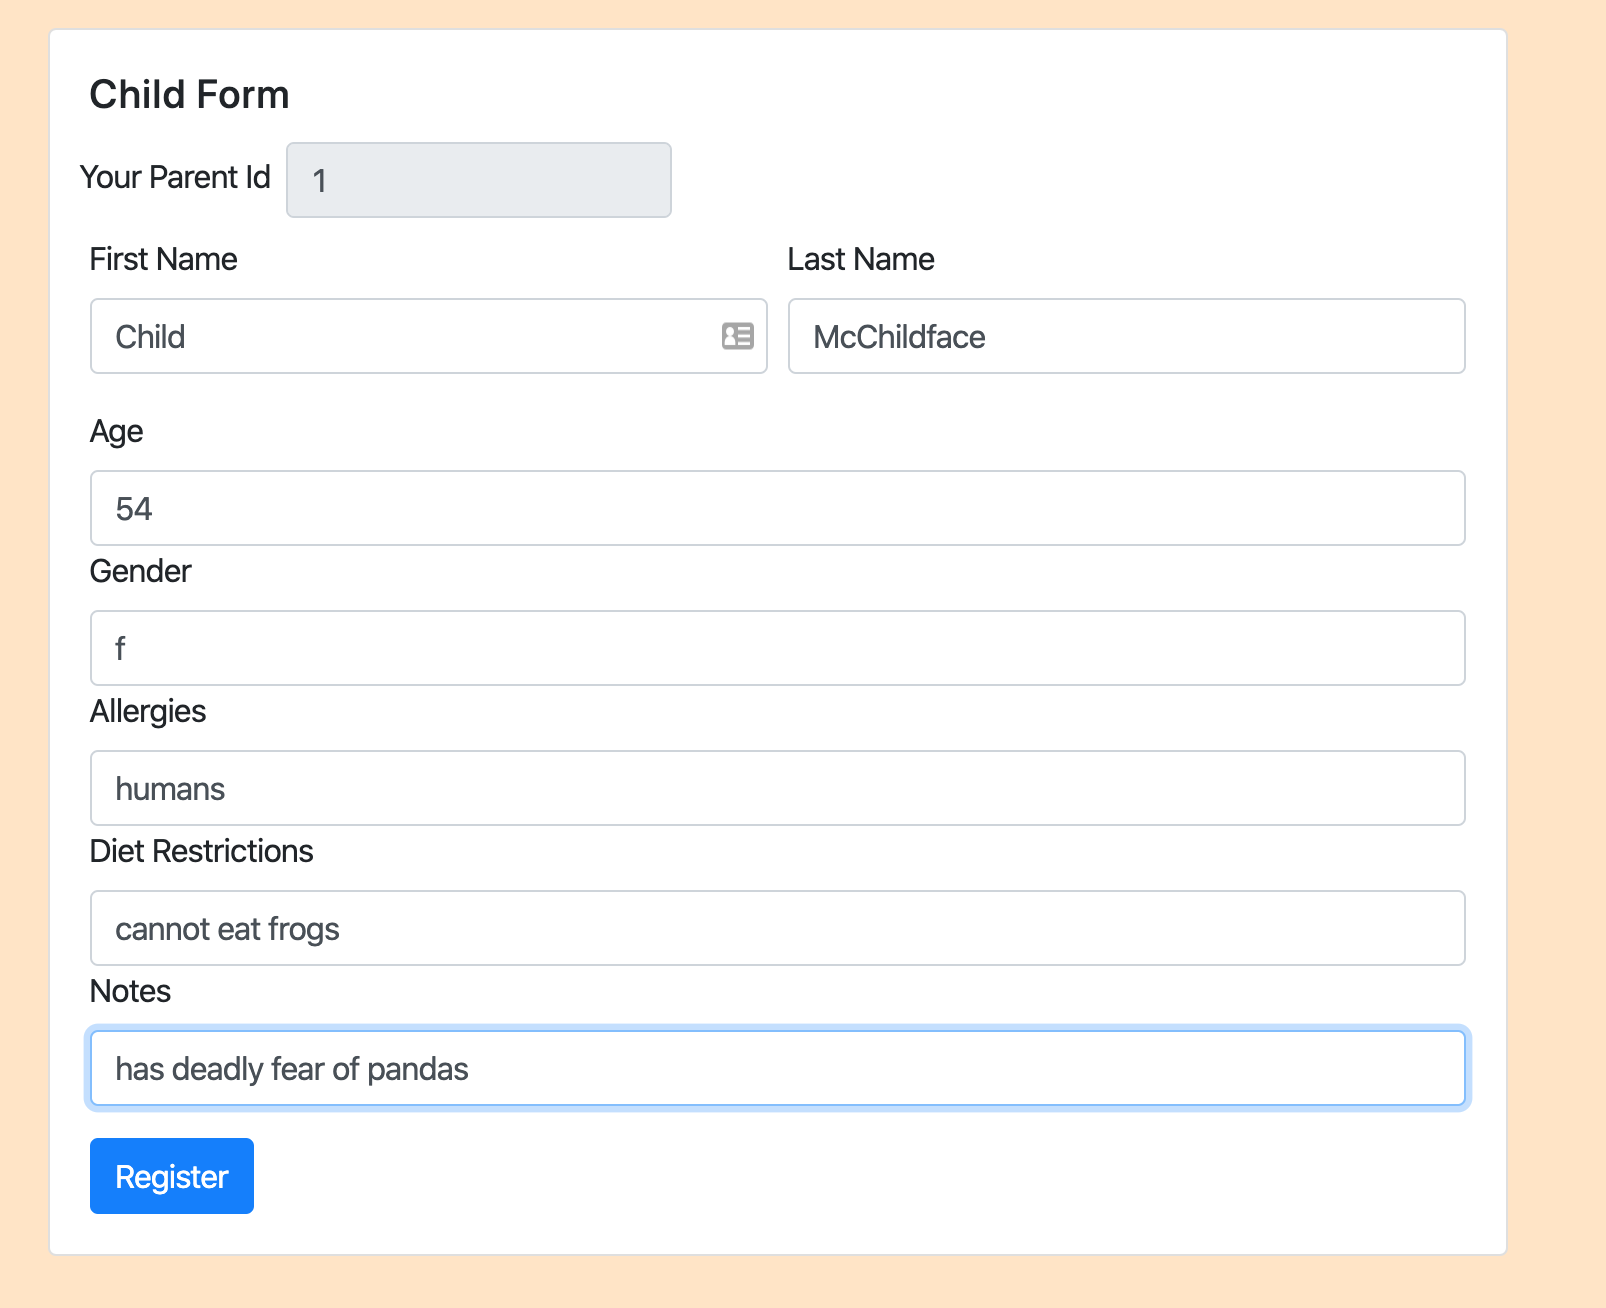 Child Form
Your Parent Id 1
First Name Last Name
Child McChildface
Age
54
Gender
f
Allergies
humans
Diet Restrictions
cannot eat frogs
Notes
has deadly fear of pandas
Register